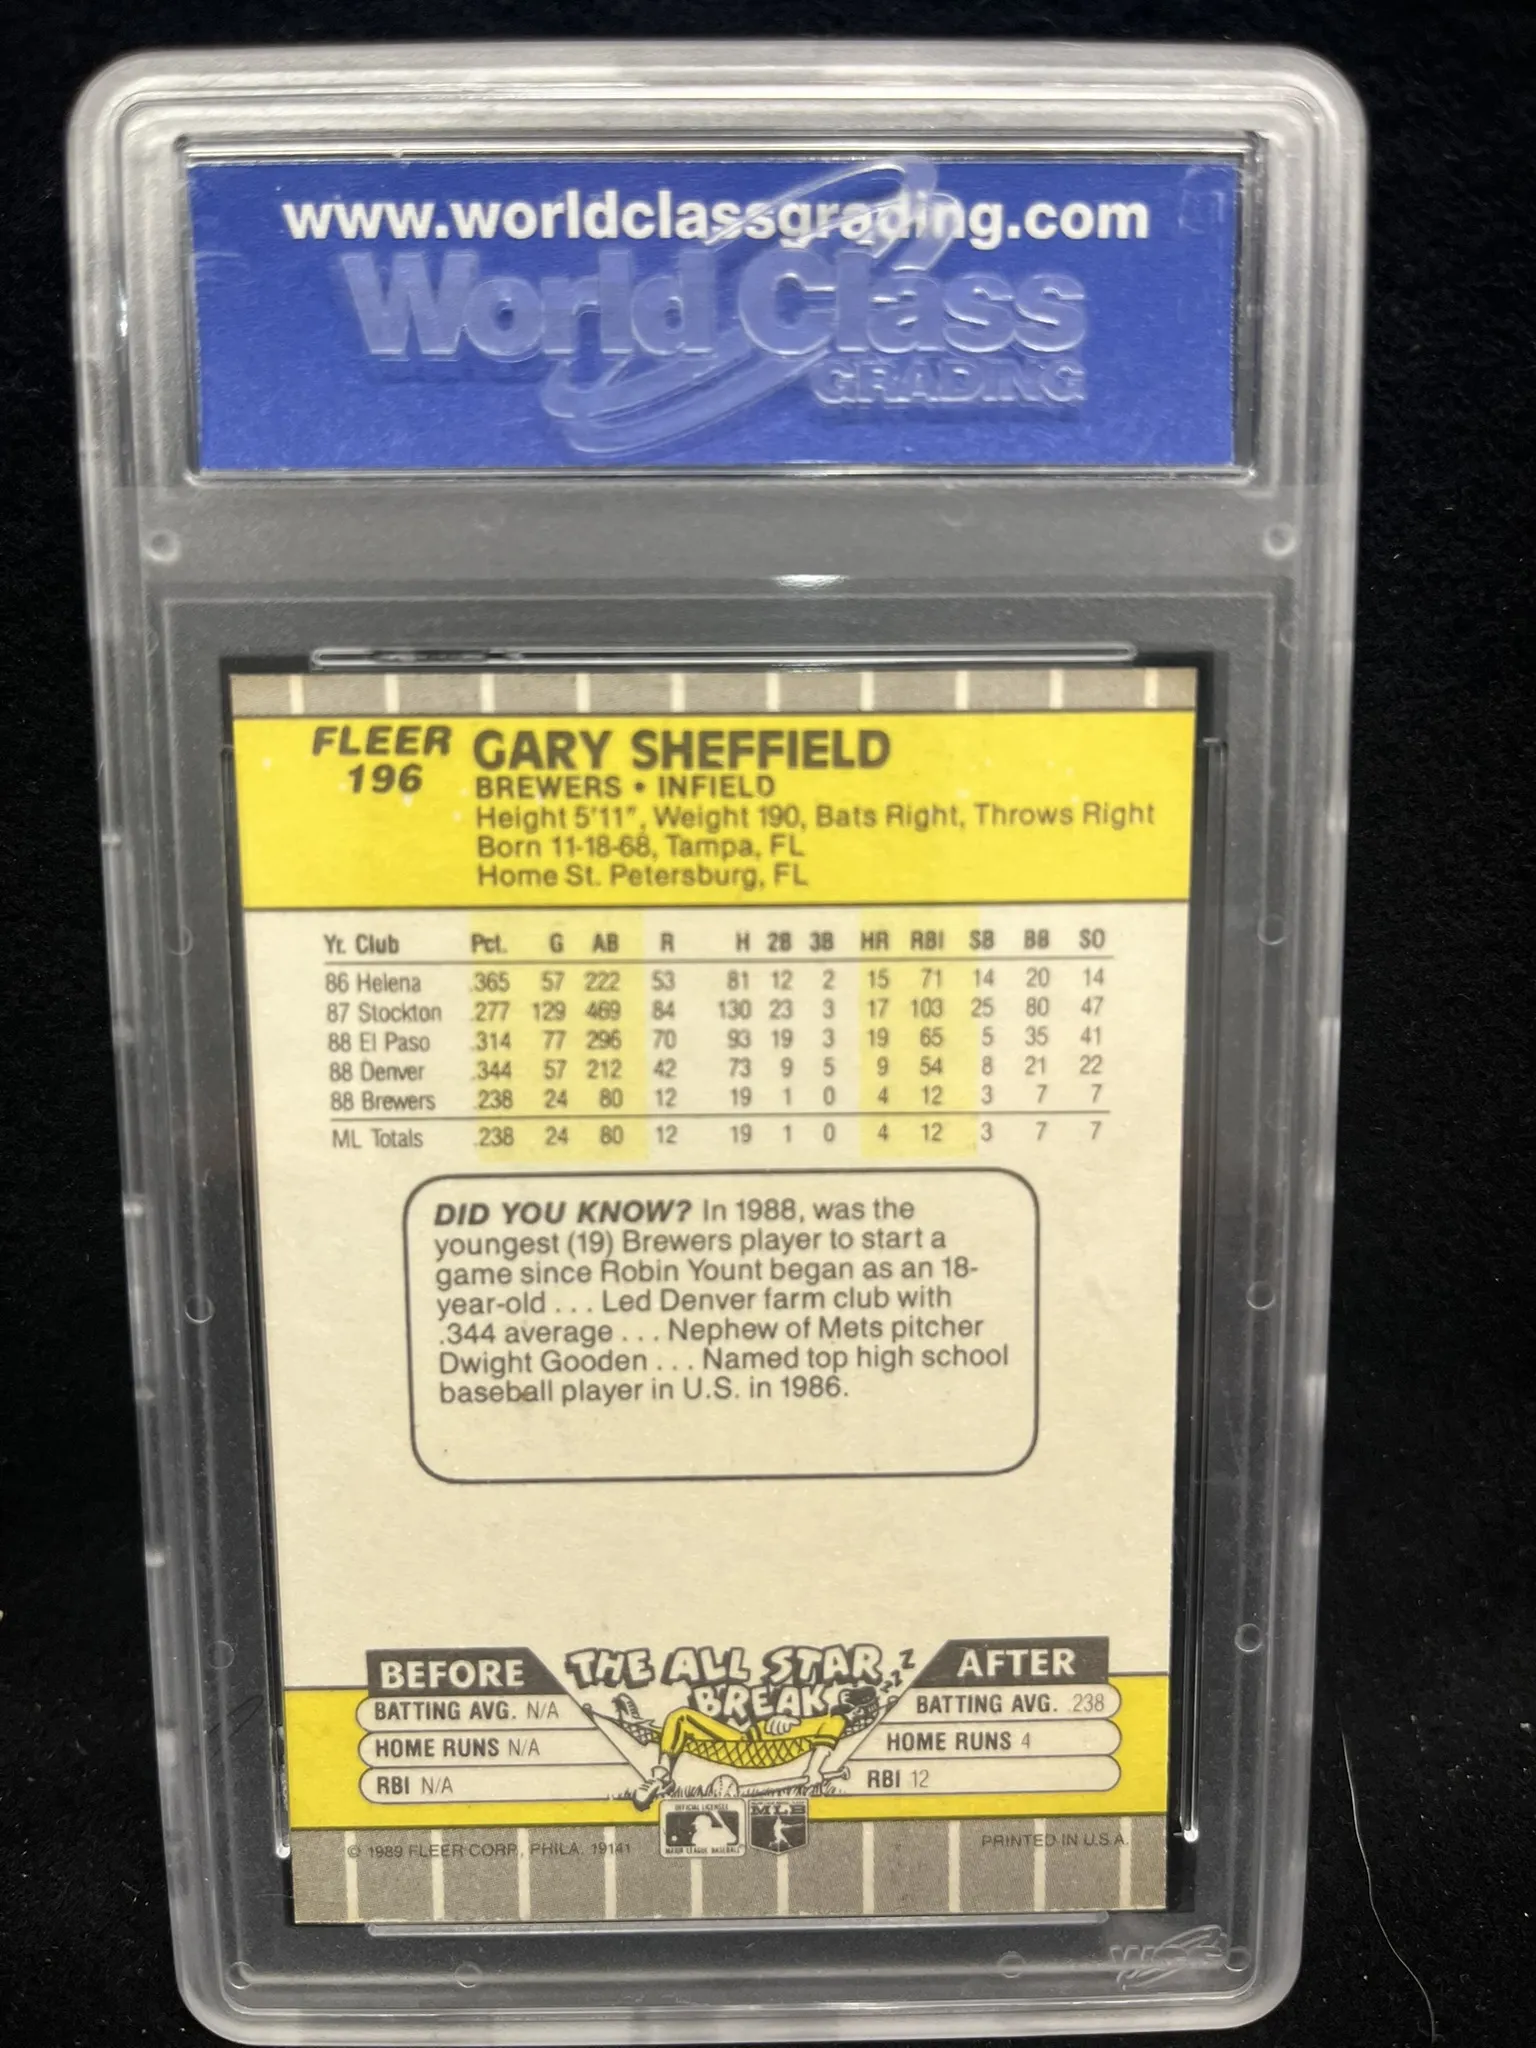 www.worldclassgrading.com
World Class
GRADING
FLEER GARY SHEFFIELD
196 BREWERS • INFIELD
Height 5'11", Weight 190, Bats Right, Throws Right
Born 11-18-68, Tampa, FL
Home St. Petersburg, FL
Yr. Club Pct. G AB R H 2B 3B HR RBI SB BB SO
86 Helena .365 57 222 53 81 12 2 15 71 14 20 14
87 Stockton .277 129 469 84 130 23 3 17 103 25 80 47
88 El Paso .314 77 296 70 93 19 3 19 65 5 35 41
88 Denver .344 57 212 42 73 9 5 9 54 8 21 22
88 Brewers .238 24 80 12 19 1 0 4 12 3 7 7
ML Totals .238 24 80 12 19 1 0 4 12 3 7 7
DID YOU KNOW? In 1988, was the
youngest (19) Brewers player to start a
game since Robin Yount began as an 18-
year-old . . . Led Denver farm club with
.344 average . . . Nephew of Mets pitcher
Dwight Gooden . . . Named top high school
baseball player in U.S. in 1986.
BEFORE THE ALL STAR BREAK zzZZ AFTER
BATTING AVG. N/A BATTING AVG. .238
HOME RUNS N/A HOME RUNS 4
RBI N/A RBI 12
OFFICIAL LICENSEE
MLB
MAJOR LEAGUE BASEBALL
© 1989 FLEER CORP., PHILA. 19141 PRINTED IN U.S.A.
WCG